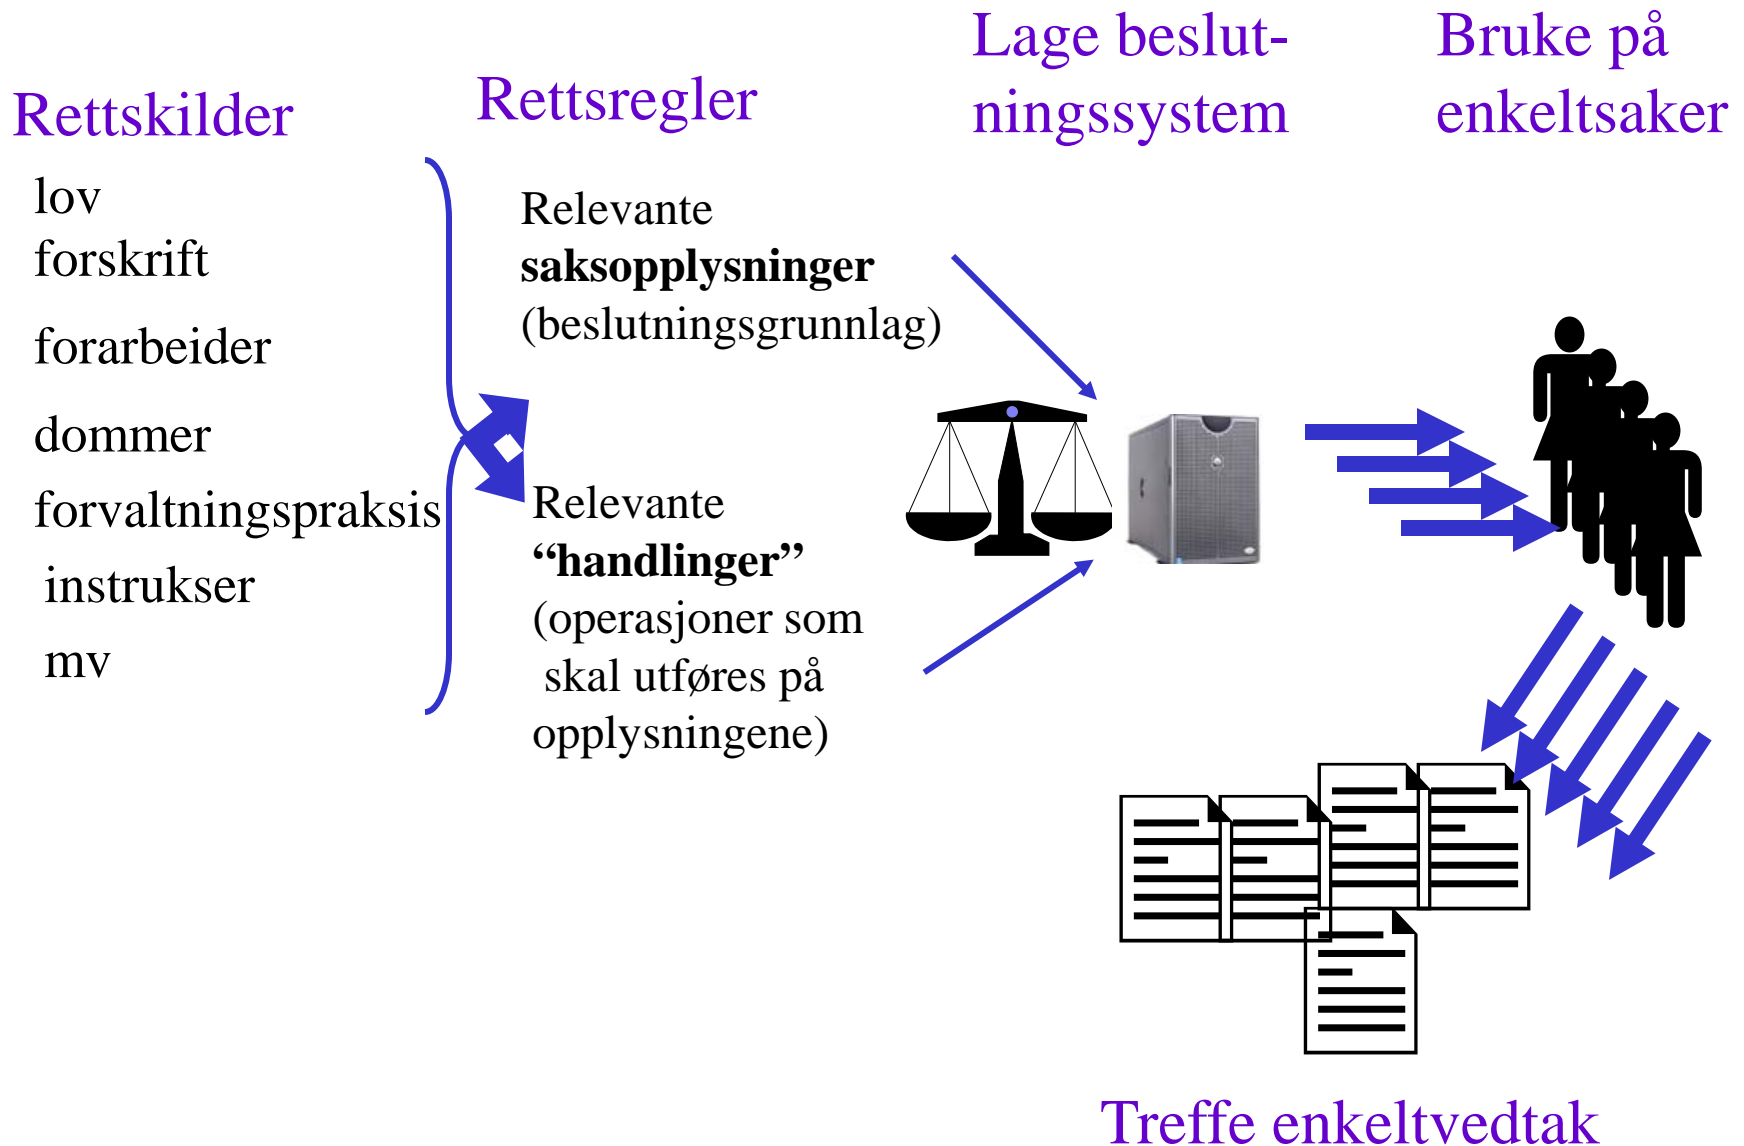 Rettskilder
lov
forskrift
forarbeider
dommer
forvaltningspraksis
instrukser
mv
Rettsregler
Relevante
saksopplysninger
(beslutningsgrunnlag)
Relevante
“handlinger”
(operasjoner som
skal utføres på
opplysningene)
Lage beslut-
ningssystem
Bruke på
enkeltsaker
Treffe enkeltvedtak